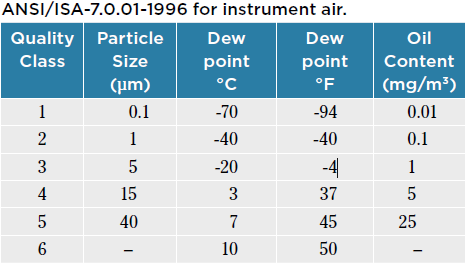 ANSI/ISA-7.0.01-1996 for instrument air.
Quality Class Particle Size (µm) Dew point °C Dew point °F Oil Content (mg/m³)
1 0.1 -70 -94 0.01
2 1 -40 -40 0.1
3 5 -20 -4 1
4 15 3 37 5
5 40 7 45 25
6 – 10 50 –